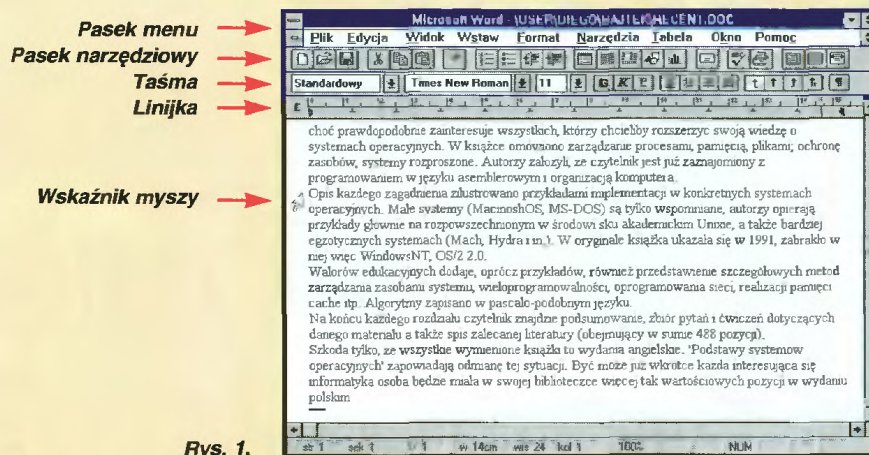 Microsoft Word -
Pasek menu
Plik Edycja Widok Wstaw Format Narzędzia Tabela Okno Pomoc
Pasek narzędziowy
Taśma
Standardowy Times New Roman 11 G K P
Linijka
choć prawdopodobnie zainteresuje wszystkich, którzy chcieliby rozszerzyć swoją wiedzę o
systemach operacyjnych. W książce omówiono zarządzanie procesami, pamięcią, plikami; ochronę
zasobów, systemy rozproszone. Autorzy założyli, że czytelnik jest już zaznajomiony z
programowaniem w języku asemblerowym i organizacją komputera.
Wskaźnik myszy
Opis każdego zagadnienia zilustrowano przykładami implementacji w konkretnych systemach
operacyjnych. Małe systemy (MacinoshOS, MS-DOS) są tylko wspomniane, autorzy opierają
przykłady głównie na rozpowszechnionym w środowisku akademickim Unixie, a także bardziej
egzotycznych systemach (Mach, Hydra i in.). W oryginale książka ukazała się w 1991, zabrakło w
niej więc WindowsNT, OS/2 2.0.
Walorów edukacyjnych dodaje, oprócz przykładów, również przedstawienie szczegółowych metod
zarządzania zasobami systemu, wieloprogramowalności, oprogramowania sieci, realizacji pamięci
cache itp. Algorytmy zapisano w pascalo-podobnym języku.
Na końcu każdego rozdziału czytelnik znajdzie podsumowanie, zbiór pytań i ćwiczeń dotyczących
danego materiału a także spis zalecanej literatury (obejmujący w sumie 488 pozycji).
Szkoda tylko, że wszystkie wymienione książki to wydania angielskie. 'Podstawy systemów
operacyjnych' zapowiadają odmianę tej sytuacji. Być może już wkrótce każda interesująca się
informatyką osoba będzie miała w swojej biblioteczce więcej tak wartościowych pozycji w wydaniu
polskim
Rys. 1.
str 1 sek 1 w 14cm wie 24 kol 1 100% NUM